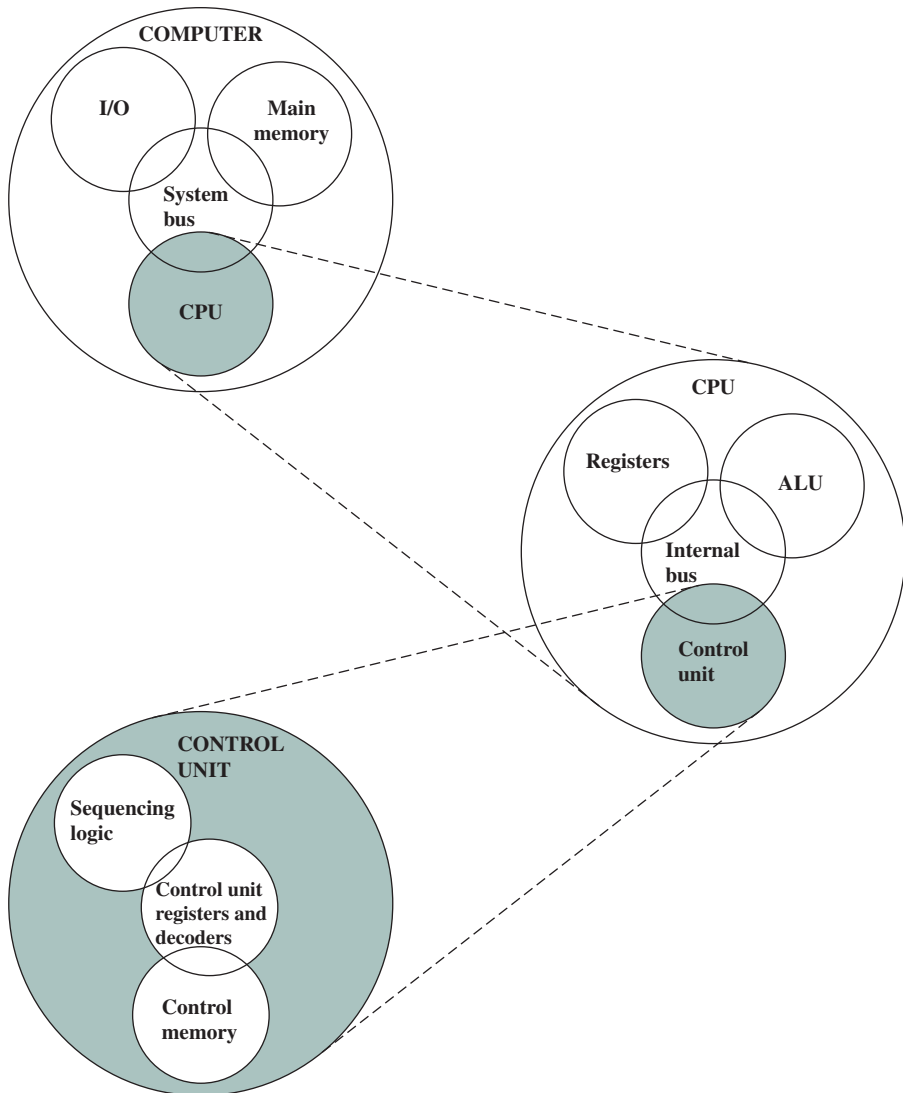 COMPUTER
I/O
Main
memory
System
bus
CPU
CPU
Registers
ALU
Internal
bus
Control
unit
CONTROL
UNIT
Sequencing
logic
Control unit
registers and
decoders
Control
memory